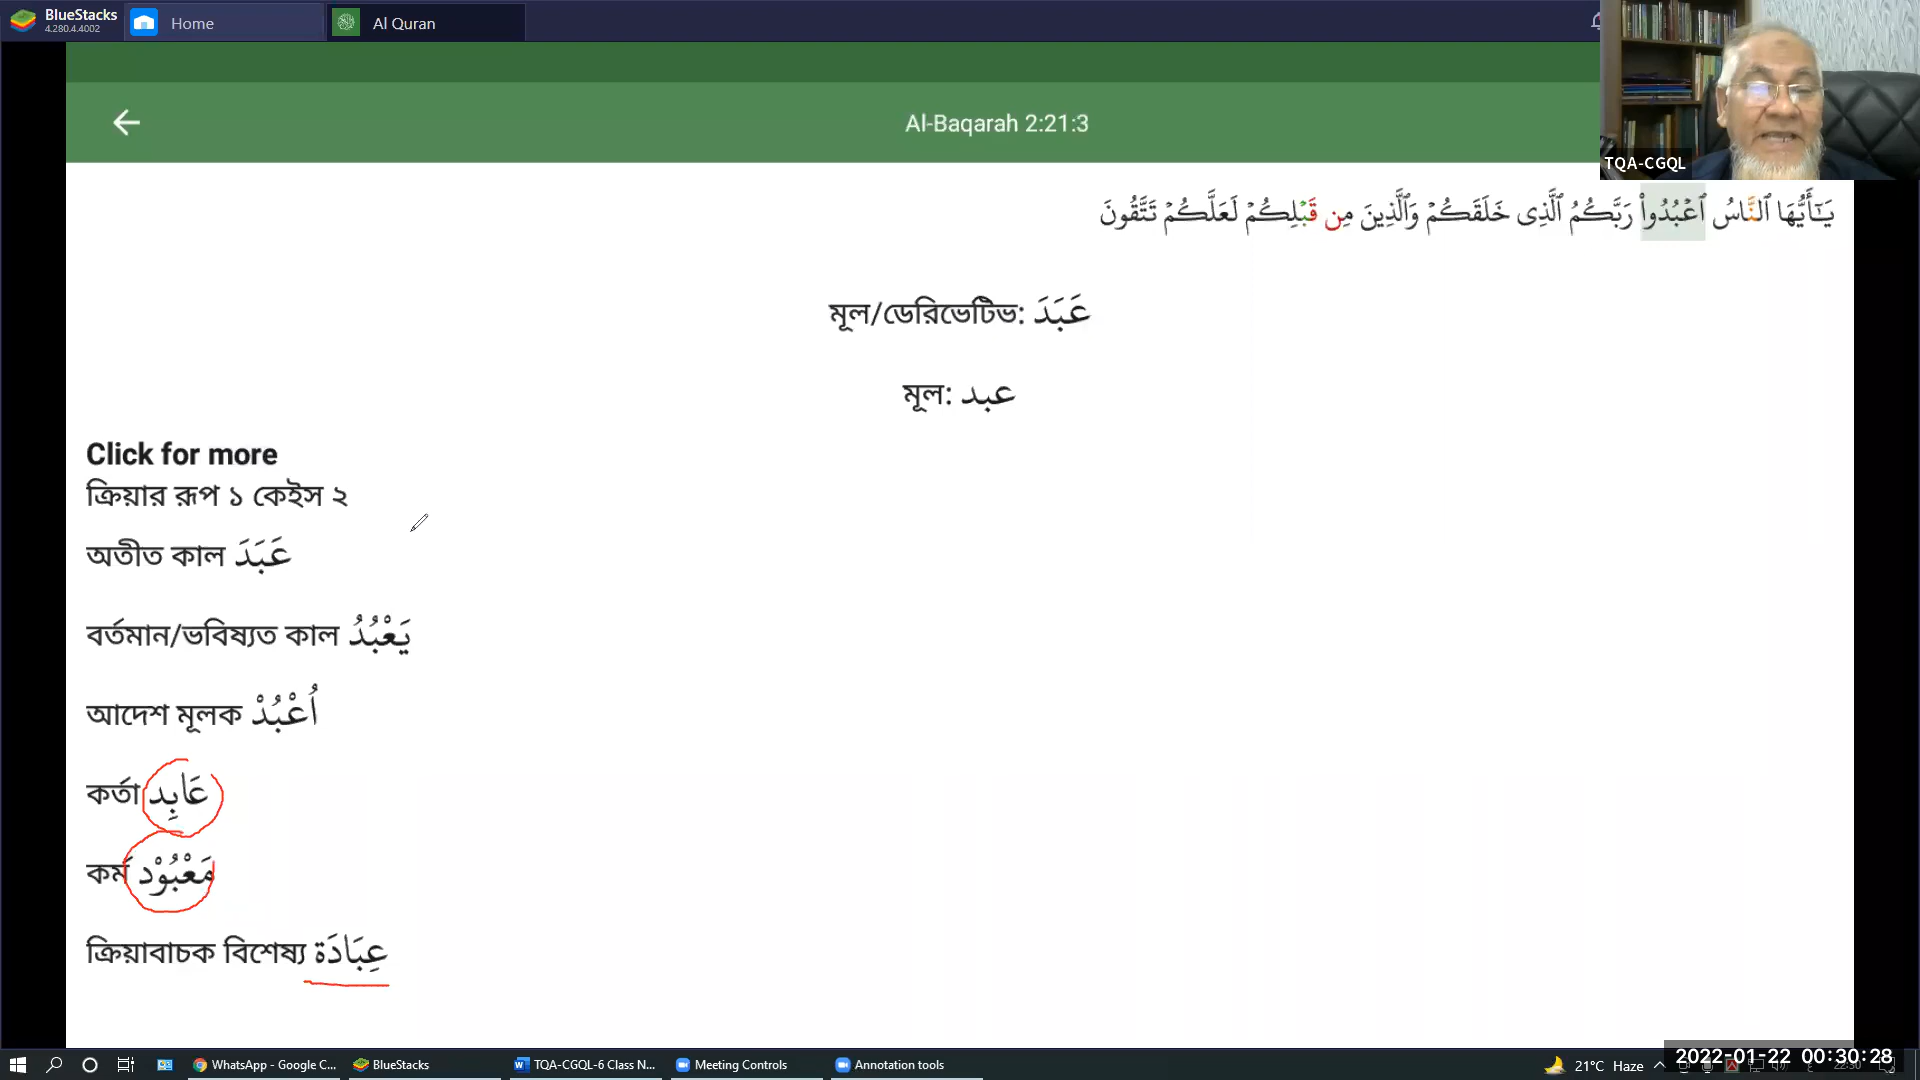 BlueStacks
4.280.4.4002
Home
Al Quran
Al-Baqarah 2:21:3
TQA-CGQL
يَـٰٓأَيُّهَا ٱلنَّاسُ ٱعْبُدُوا۟ رَبَّكُمُ ٱلَّذِى خَلَقَكُمْ وَٱلَّذِينَ مِن قَبْلِكُمْ لَعَلَّكُمْ تَتَّقُونَ
মূল/ডেরিভেটিভ: عَبَدَ
মূল: عبد
Click for more
ক্রিয়ার রূপ ১ কেইস ২
অতীত কাল عَبَدَ
বর্তমান/ভবিষ্যত কাল يَعْبُدُ
আদেশ মূলক اُعْبُدْ
কর্তা عَابِد
কর্ম مَعْبُوْد
ক্রিয়াবাচক বিশেষ্য عِبَادَة
WhatsApp - Google C...
BlueStacks
TQA-CGQL-6 Class N...
Meeting Controls
Annotation tools
21°C Haze
2022-01-22 00:30:28
22:30